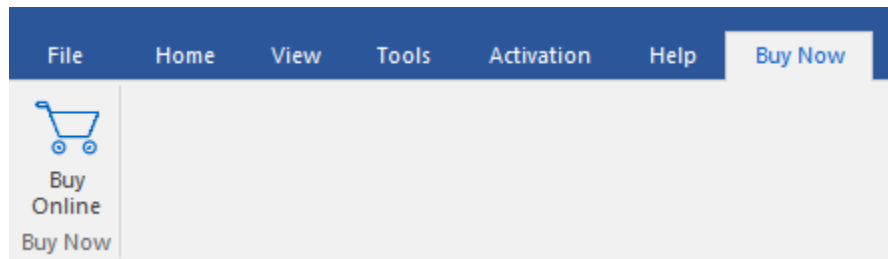 File Home View Tools Activation Help Buy Now
Buy
Online
Buy Now